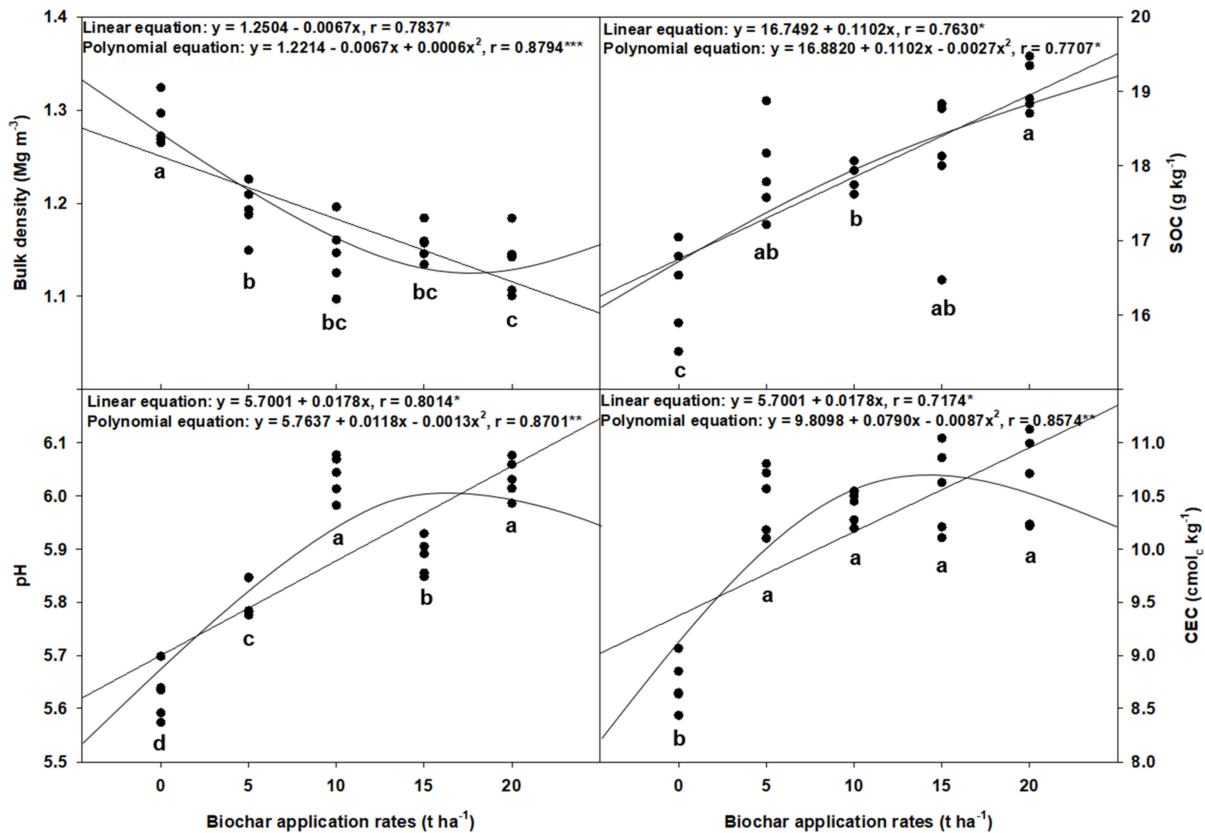 Linear equation: y = 1.2504 - 0.0067x, r = 0.7837*
Polynomial equation: y = 1.2214 - 0.0067x + 0.0006x², r = 0.8794***
1.4
1.3
1.2
1.1
Bulk density (Mg m⁻³)
a
b
bc
bc
c
Linear equation: y = 16.7492 + 0.1102x, r = 0.7630*
Polynomial equation: y = 16.8820 + 0.1102x - 0.0027x², r = 0.7707*
20
19
18
17
16
SOC (g kg⁻¹)
c
ab
b
ab
a
Linear equation: y = 5.7001 + 0.0178x, r = 0.8014*
Polynomial equation: y = 5.7637 + 0.0118x - 0.0013x², r = 0.8701**
6.1
6.0
5.9
5.8
5.7
5.6
5.5
pH
d
c
a
b
a
0 5 10 15 20
Biochar application rates (t ha⁻¹)
Linear equation: y = 5.7001 + 0.0178x, r = 0.7174*
Polynomial equation: y = 9.8098 + 0.0790x - 0.0087x², r = 0.8574**
11.0
10.5
10.0
9.5
9.0
8.5
8.0
CEC (cmol꜀ kg⁻¹)
b
a
a
a
a
0 5 10 15 20
Biochar application rates (t ha⁻¹)